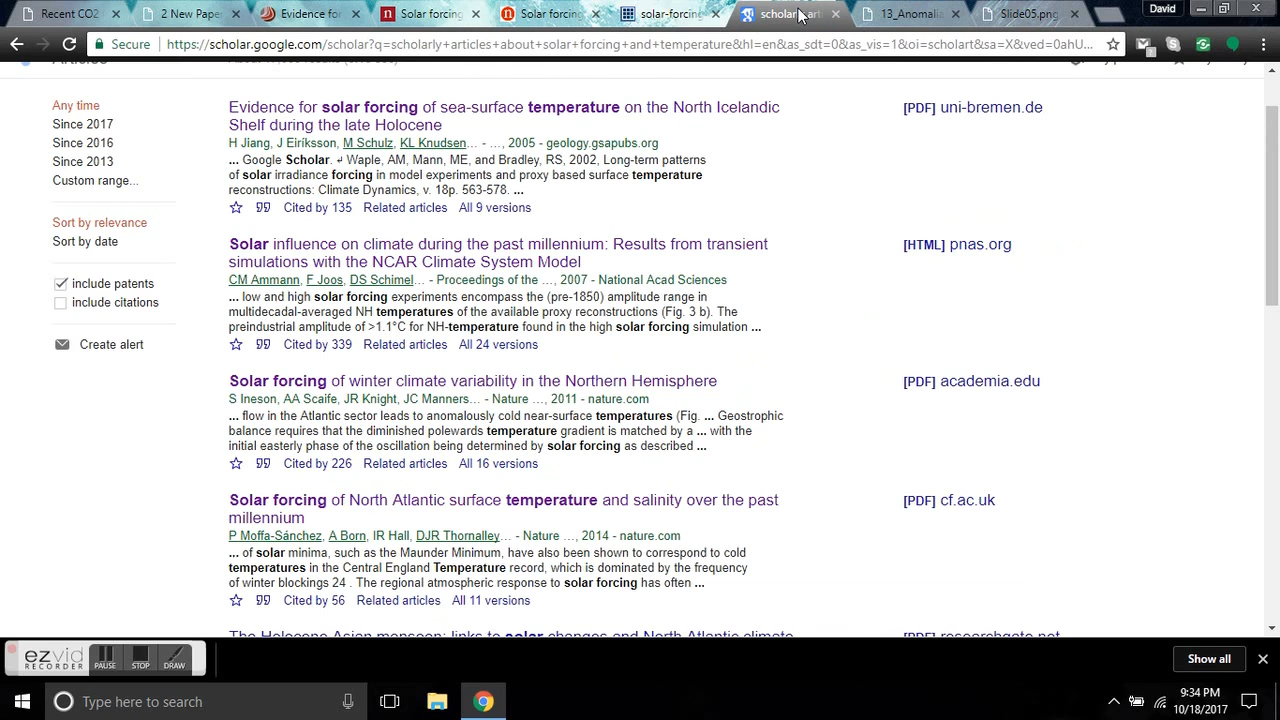 Recent CO2
2 New Paper
Evidence fo
Solar forcing
Solar forcing
solar-forcing
scholarly arti
13_Anomalia
Slide05.png
David
Secure
https://scholar.google.com/scholar?q=scholarly+articles+about+solar+forcing+and+temperature&hl=en&as_sdt=0&as_vis=1&oi=scholart&sa=X&ved=0ahU...
Any time
Since 2017
Since 2016
Since 2013
Custom range...
Sort by relevance
Sort by date
include patents
include citations
Create alert
Evidence for solar forcing of sea-surface temperature on the North Icelandic
Shelf during the late Holocene
H Jiang, J Eiríksson, M Schulz, KL Knudsen… - …, 2005 - geology.gsapubs.org
... Google Scholar. ↲ Waple, AM, Mann, ME, and Bradley, RS, 2002, Long-term patterns
of solar irradiance forcing in model experiments and proxy based surface temperature
reconstructions: Climate Dynamics, v. 18p. 563-578. ...
Cited by 135 Related articles All 9 versions
[PDF] uni-bremen.de
Solar influence on climate during the past millennium: Results from transient
simulations with the NCAR Climate System Model
CM Ammann, F Joos, DS Schimel… - Proceedings of the …, 2007 - National Acad Sciences
... low and high solar forcing experiments encompass the (pre-1850) amplitude range in
multidecadal-averaged NH temperatures of the available proxy reconstructions (Fig. 3 b). The
preindustrial amplitude of >1.1°C for NH-temperature found in the high solar forcing simulation ...
Cited by 339 Related articles All 24 versions
[HTML] pnas.org
Solar forcing of winter climate variability in the Northern Hemisphere
S Ineson, AA Scaife, JR Knight, JC Manners… - Nature …, 2011 - nature.com
... flow in the Atlantic sector leads to anomalously cold near-surface temperatures (Fig. ... Geostrophic
balance requires that the diminished polewards temperature gradient is matched by a ... with the
initial easterly phase of the oscillation being determined by solar forcing as described ...
Cited by 226 Related articles All 16 versions
[PDF] academia.edu
Solar forcing of North Atlantic surface temperature and salinity over the past
millennium
P Moffa-Sánchez, A Born, IR Hall, DJR Thornalley… - Nature …, 2014 - nature.com
... of solar minima, such as the Maunder Minimum, have also been shown to correspond to cold
temperatures in the Central England Temperature record, which is dominated by the frequency
of winter blockings 24 . The regional atmospheric response to solar forcing has often ...
Cited by 56 Related articles All 11 versions
[PDF] cf.ac.uk
The Holocene Asian monsoon: links to solar changes and North Atlantic climate
[PDF] researchgate.net
ezvid
RECORDER
PAUSE
STOP
DRAW
Show all
Type here to search
9:34 PM
10/18/2017